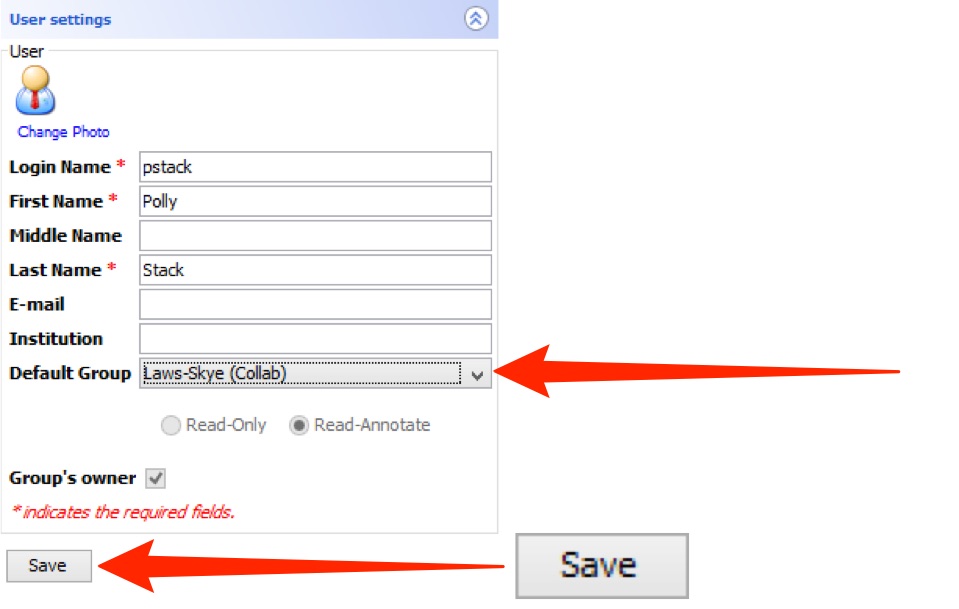 User settings
User
Change Photo
Login Name * pstack
First Name * Polly
Middle Name
Last Name * Stack
E-mail
Institution
Default Group Laws-Skye (Collab)
Read-Only Read-Annotate
Group's owner
* indicates the required fields.
Save Save